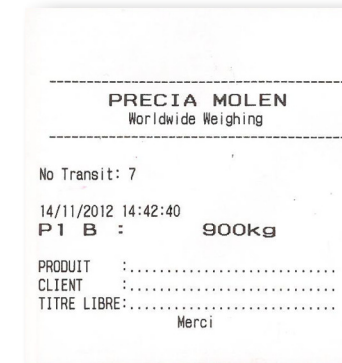 ----------------------------------------
PRECIA MOLEN
Worldwide Weighing
----------------------------------------
No Transit: 7
14/11/2012 14:42:40
P1 B : 900kg
PRODUIT :............................
CLIENT :............................
TITRE LIBRE:............................
Merci